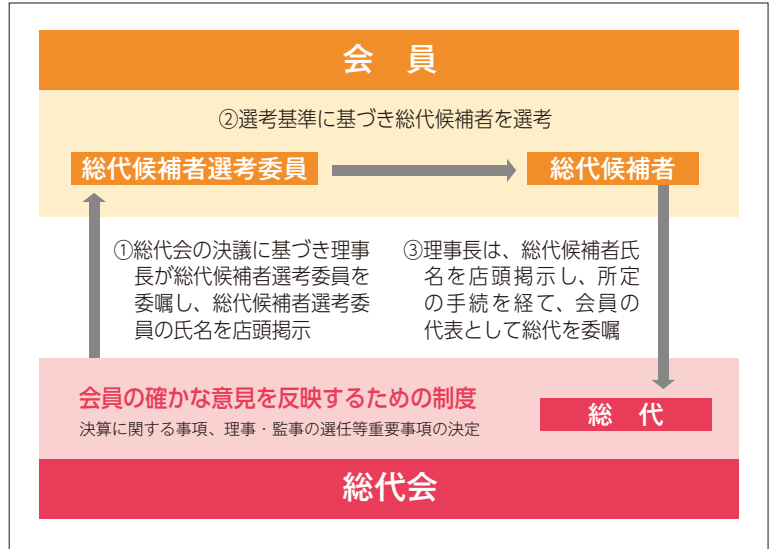 会 員
②選考基準に基づき総代候補者を選考
総代候補者選考委員
総代候補者
①総代会の決議に基づき理事
長が総代候補者選考委員を
委嘱し、総代候補者選考委
員の氏名を店頭掲示
③理事長は、総代候補者氏
名を店頭掲示し、所定
の手続を経て、会員の
代表として総代を委嘱
会員の確かな意見を反映するための制度
決算に関する事項、理事・監事の選任等重要事項の決定
総 代
総代会